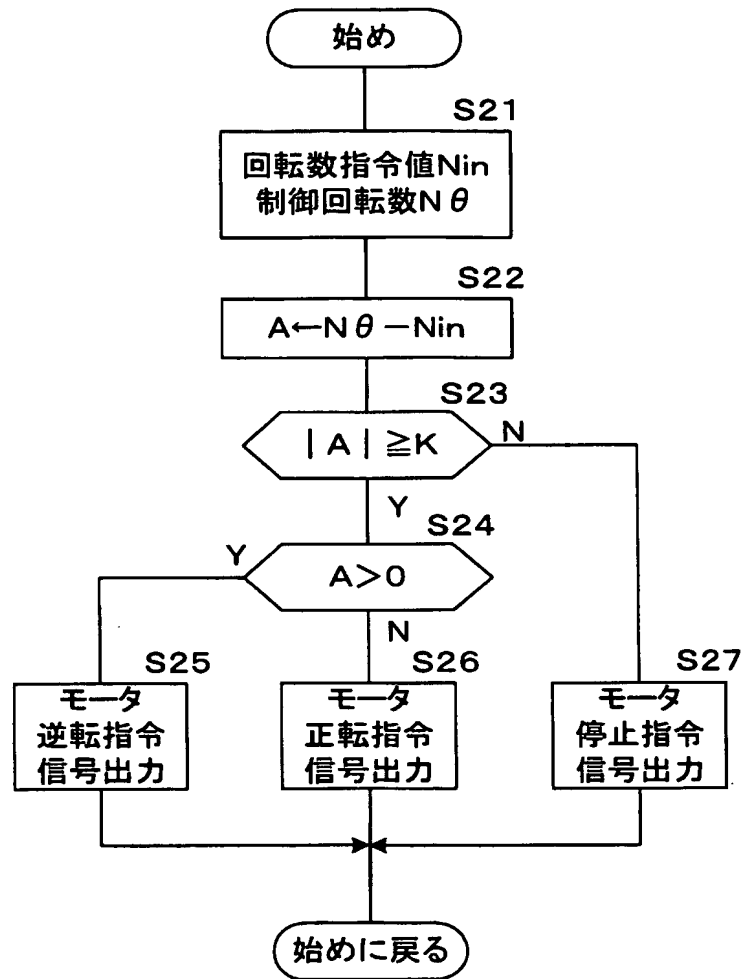 始め
S21
回転数指令値Nin
制御回転数Nθ
S22
A←Nθ－Nin
S23
｜A｜≧K
N
Y
S24
Y
A＞0
N
S25
モータ
逆転指令
信号出力
S26
モータ
正転指令
信号出力
S27
モータ
停止指令
信号出力
始めに戻る